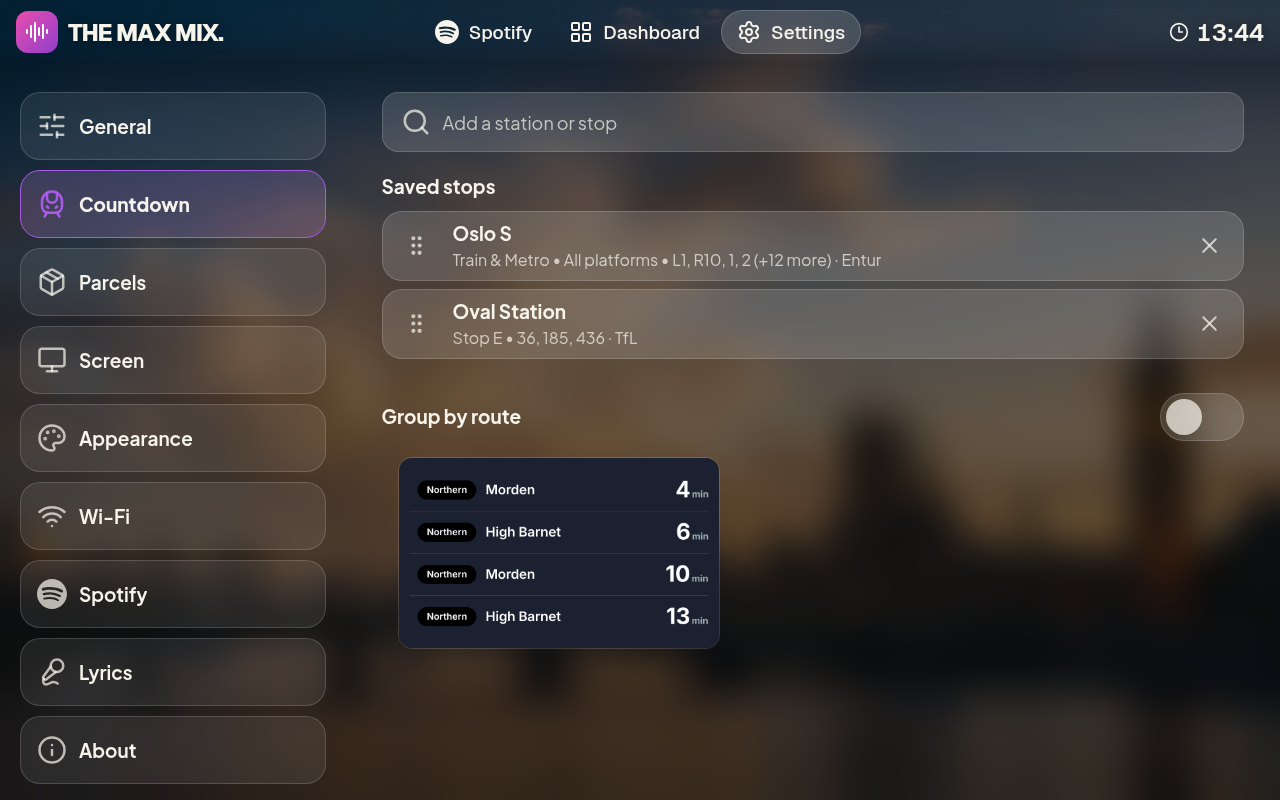 THE MAX MIX.
Spotify
Dashboard
Settings
13:44
General
Countdown
Parcels
Screen
Appearance
Wi-Fi
Spotify
Lyrics
About
Add a station or stop
Saved stops
Oslo S
Train & Metro • All platforms • L1, R10, 1, 2 (+12 more) · Entur
Oval Station
Stop E • 36, 185, 436 · TfL
Group by route
Northern Morden 4 min
Northern High Barnet 6 min
Northern Morden 10 min
Northern High Barnet 13 min